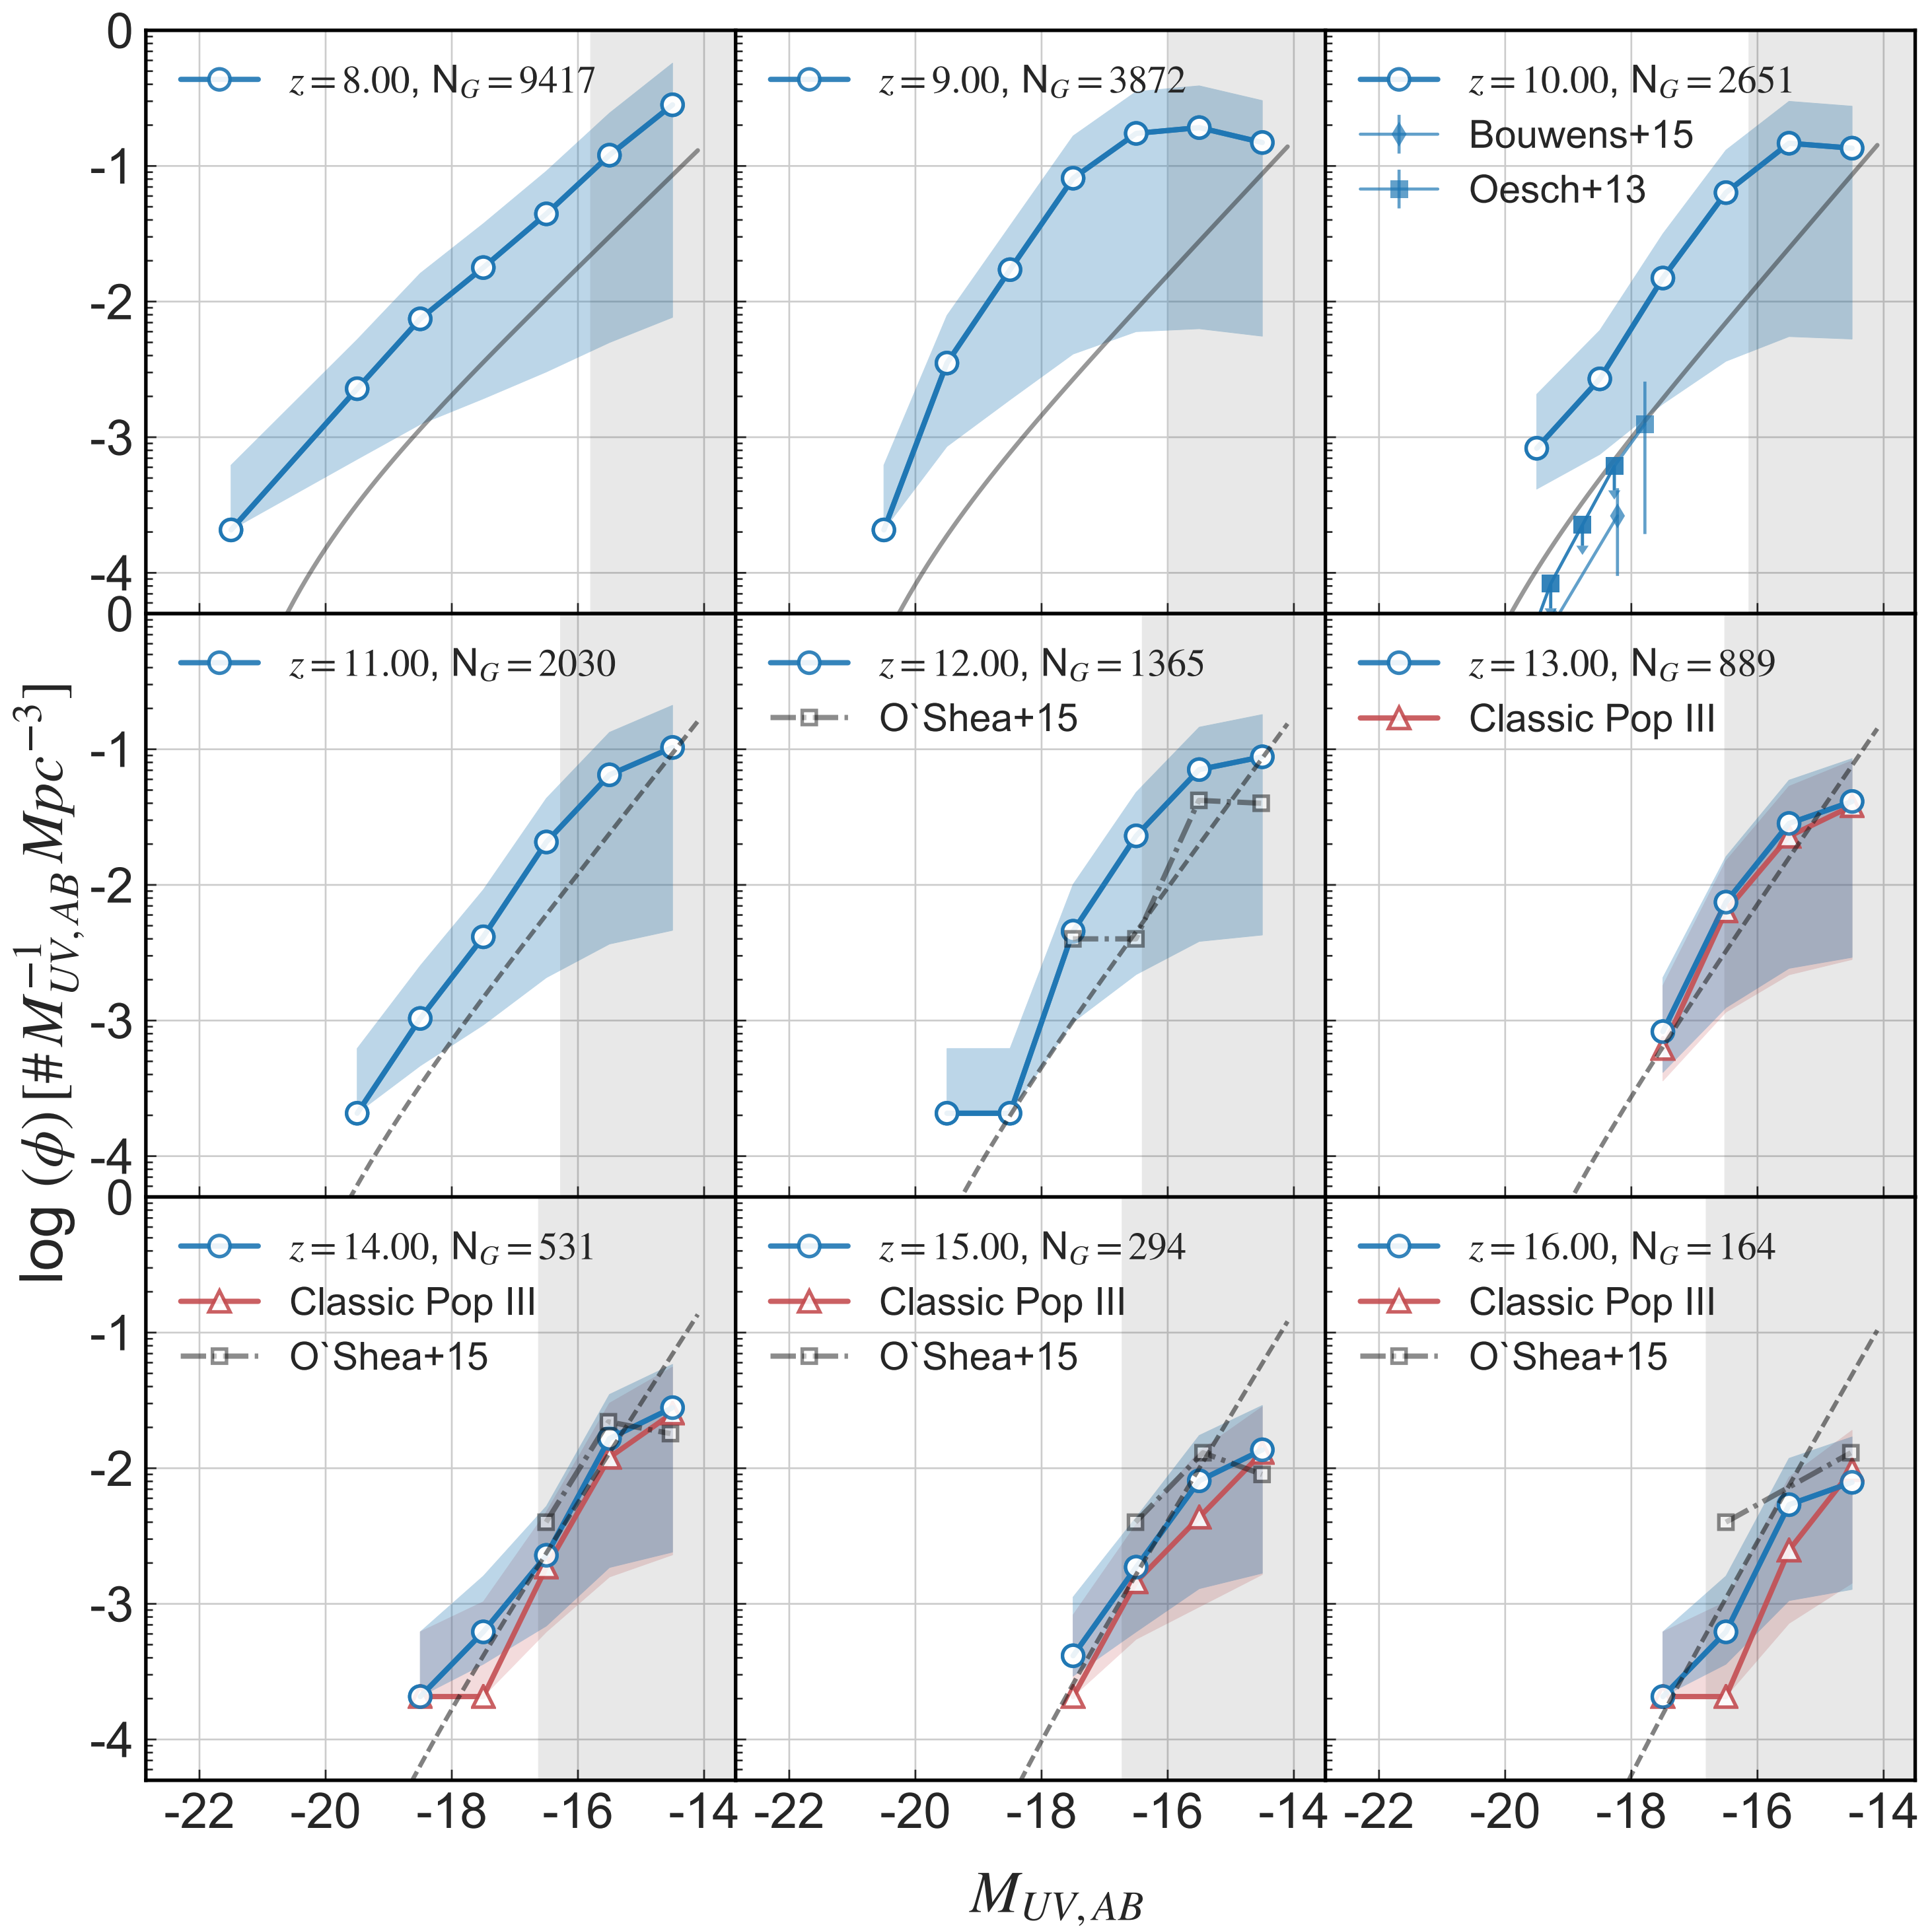 log (ϕ) [# M_{UV,AB}^{-1} Mpc^{-3}]
0
-1
-2
-3
-4
z=8.00, N_G=9417
z=9.00, N_G=3872
z=10.00, N_G=2651
Bouwens+15
Oesch+13
0
-1
-2
-3
-4
z=11.00, N_G=2030
z=12.00, N_G=1365
O`Shea+15
z=13.00, N_G=889
Classic Pop III
0
-1
-2
-3
-4
z=14.00, N_G=531
Classic Pop III
O`Shea+15
z=15.00, N_G=294
Classic Pop III
O`Shea+15
z=16.00, N_G=164
Classic Pop III
O`Shea+15
-22 -20 -18 -16 -14 -22 -20 -18 -16 -14 -22 -20 -18 -16 -14
M_{UV,AB}